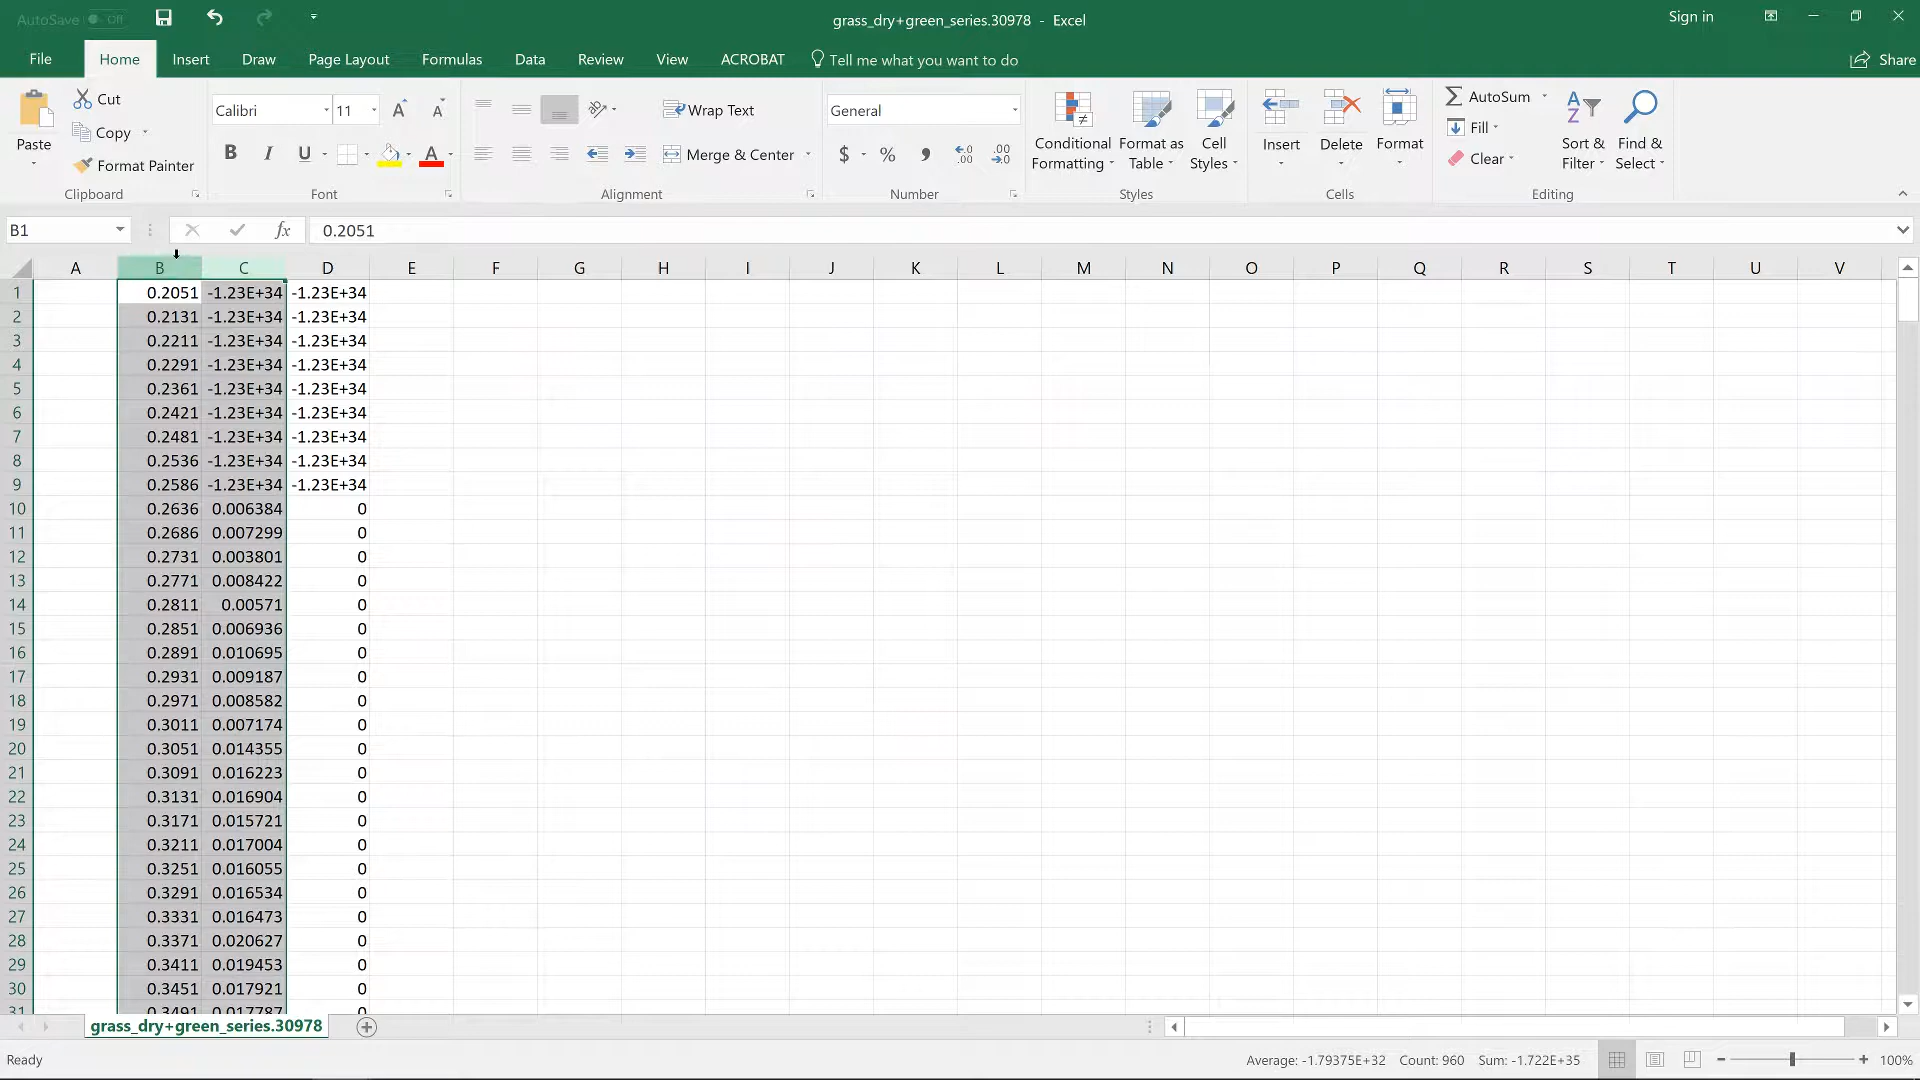 AutoSave Off
grass_dry+green_series.30978 - Excel
Sign in
File Home Insert Draw Page Layout Formulas Data Review View ACROBAT Tell me what you want to do Share
Paste
Cut
Copy
Format Painter
Clipboard
Calibri 11 A A
B I U A
Font
Wrap Text
Merge & Center
Alignment
General
$ % , .0 .00 .00 .0
Number
Conditional Formatting
Format as Table
Cell Styles
Styles
Insert
Delete
Format
Cells
AutoSum
Fill
Clear
Sort & Filter
Find & Select
Editing
B1 fx 0.2051
A B C D E F G H I J K L M N O P Q R S T U V
1 0.2051 -1.23E+34 -1.23E+34
2 0.2131 -1.23E+34 -1.23E+34
3 0.2211 -1.23E+34 -1.23E+34
4 0.2291 -1.23E+34 -1.23E+34
5 0.2361 -1.23E+34 -1.23E+34
6 0.2421 -1.23E+34 -1.23E+34
7 0.2481 -1.23E+34 -1.23E+34
8 0.2536 -1.23E+34 -1.23E+34
9 0.2586 -1.23E+34 -1.23E+34
10 0.2636 0.006384 0
11 0.2686 0.007299 0
12 0.2731 0.003801 0
13 0.2771 0.008422 0
14 0.2811 0.00571 0
15 0.2851 0.006936 0
16 0.2891 0.010695 0
17 0.2931 0.009187 0
18 0.2971 0.008582 0
19 0.3011 0.007174 0
20 0.3051 0.014355 0
21 0.3091 0.016223 0
22 0.3131 0.016904 0
23 0.3171 0.015721 0
24 0.3211 0.017004 0
25 0.3251 0.016055 0
26 0.3291 0.016534 0
27 0.3331 0.016473 0
28 0.3371 0.020627 0
29 0.3411 0.019453 0
30 0.3451 0.017921 0
31 0.3491 0.017787 0
grass_dry+green_series.30978
Ready
Average: -1.79375E+32 Count: 960 Sum: -1.722E+35
100%